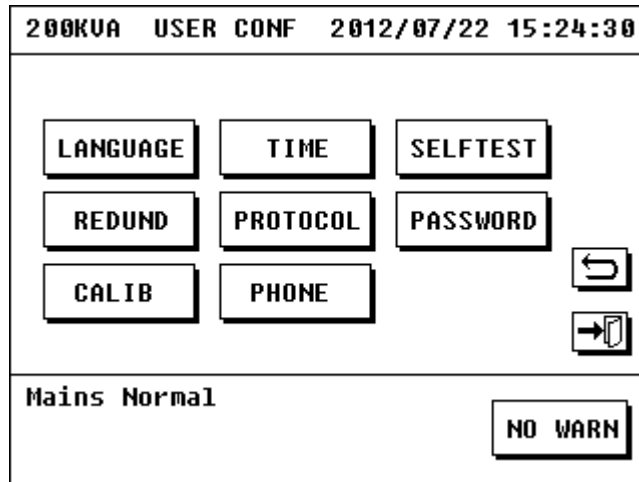 200KVA USER CONF 2012/07/22 15:24:30
LANGUAGE TIME SELFTEST
REDUND PROTOCOL PASSWORD
CALIB PHONE
Mains Normal
NO WARN